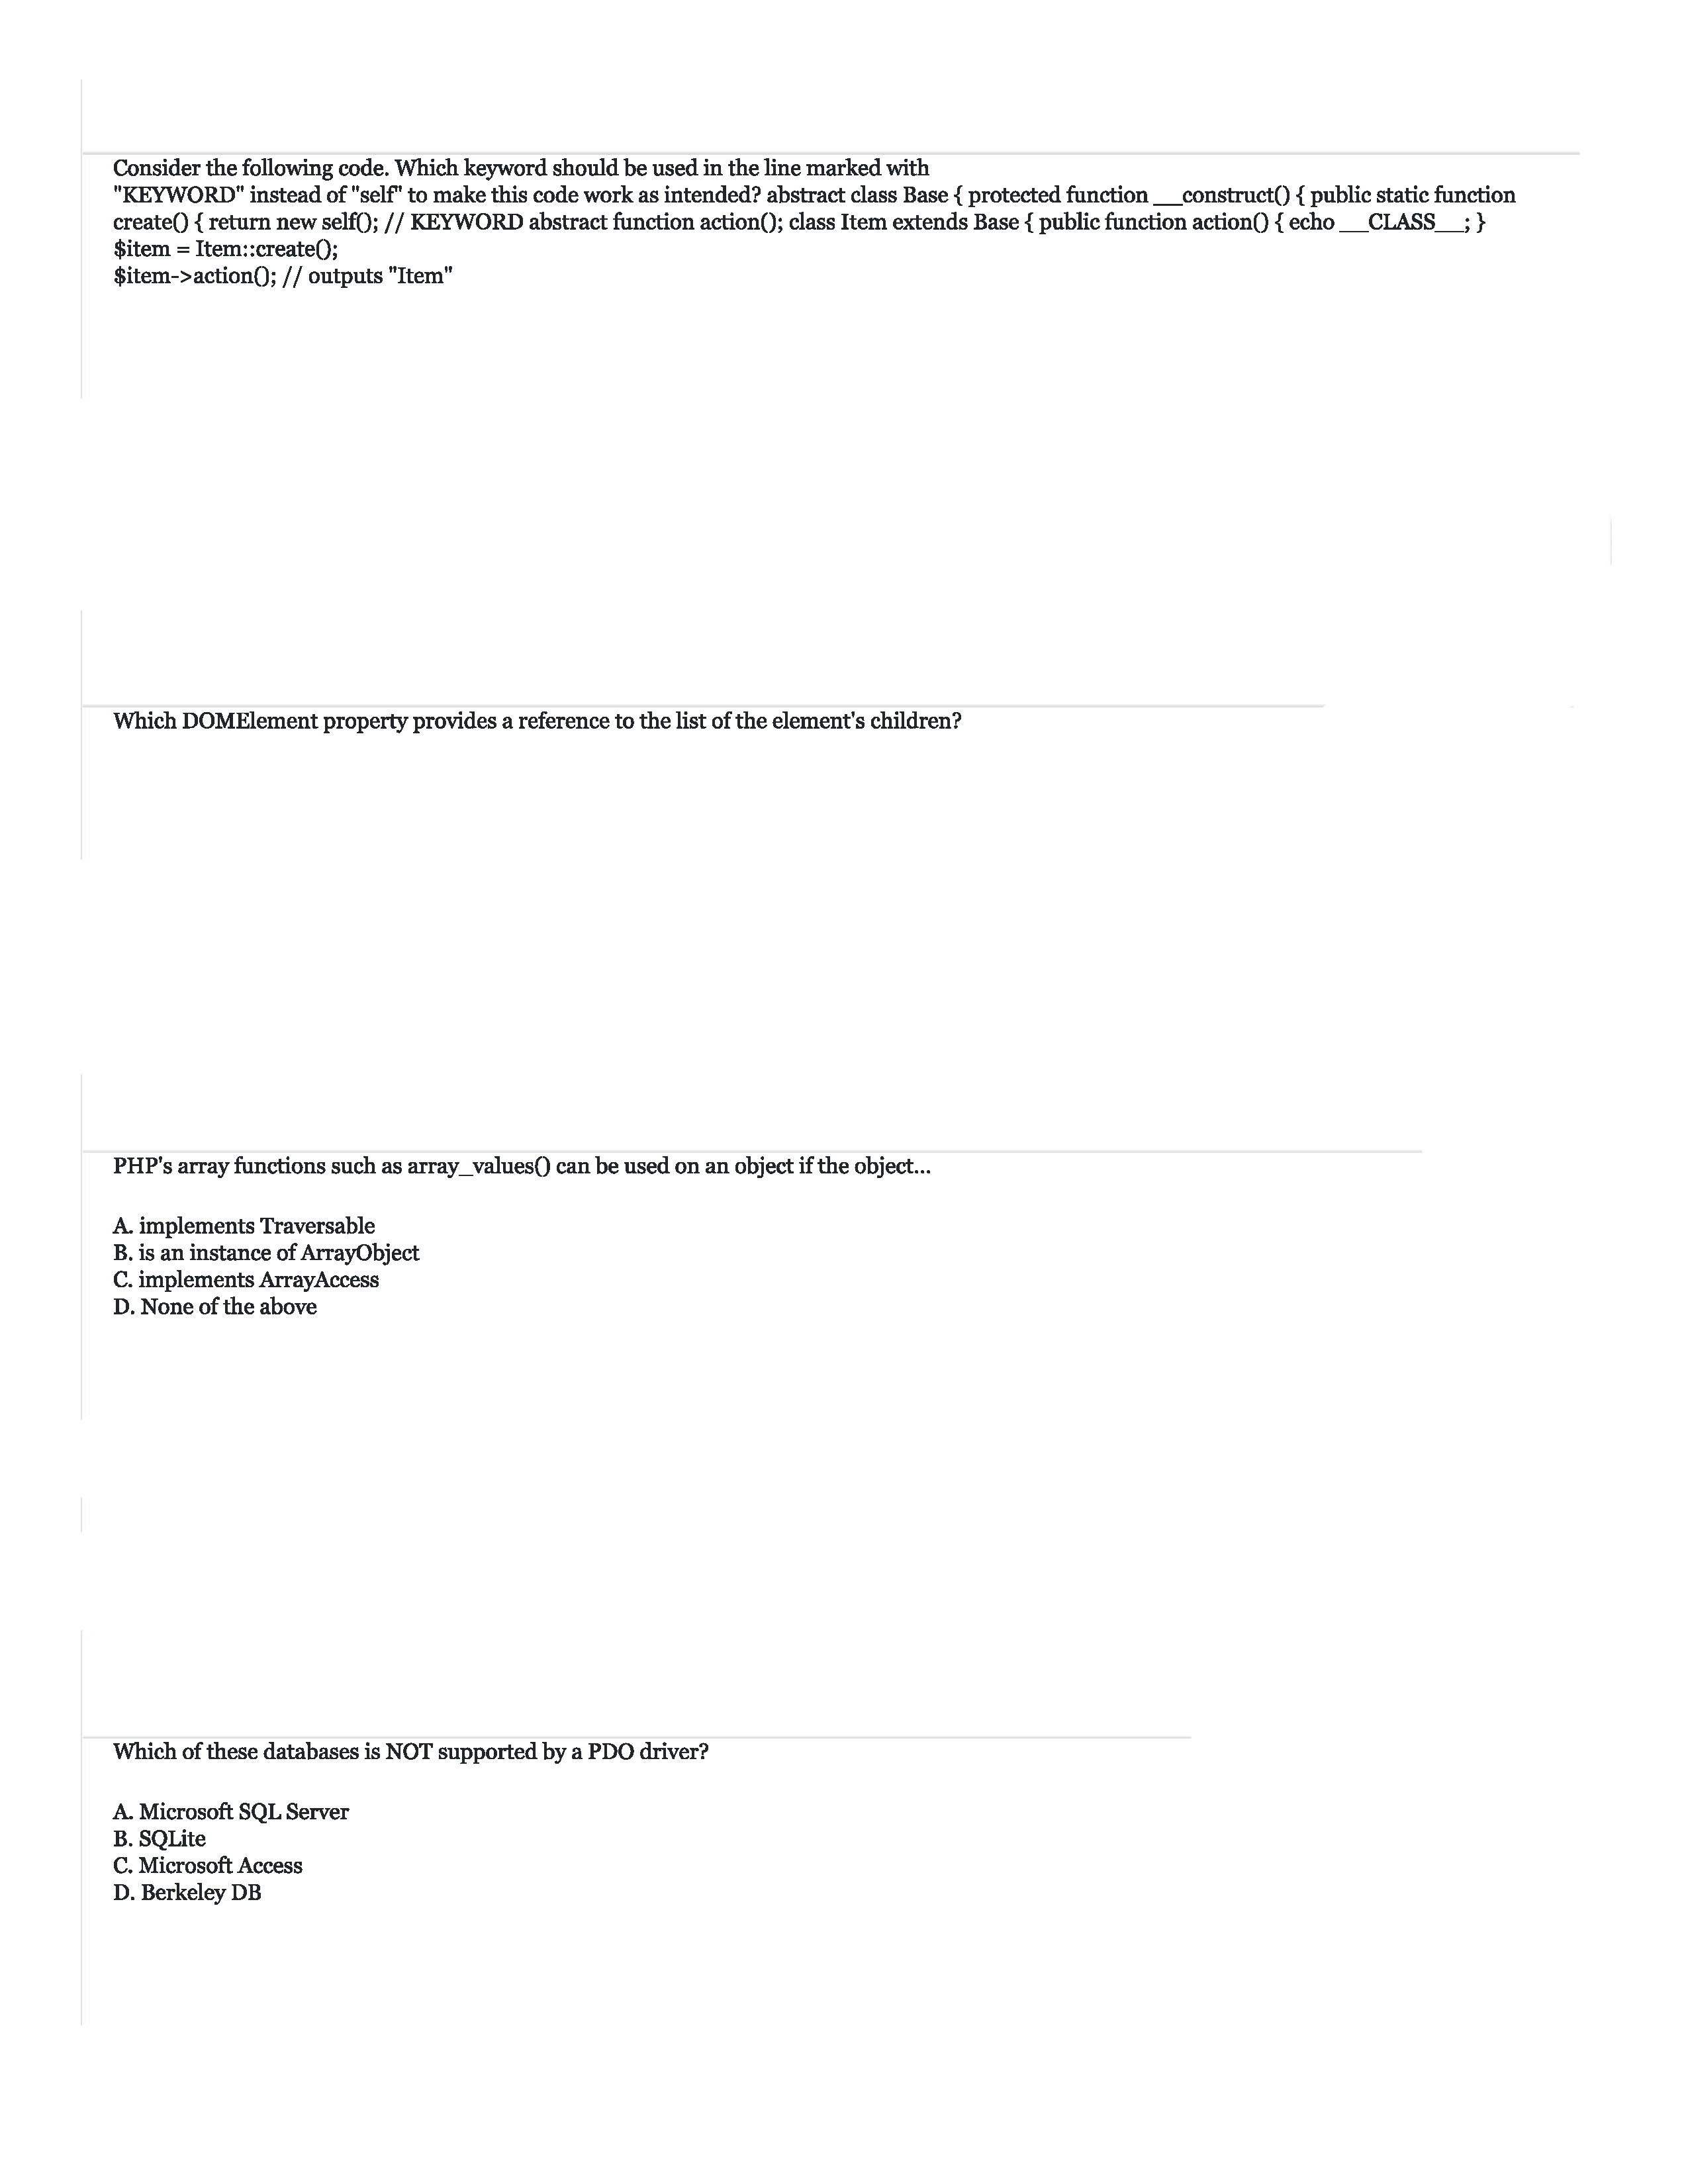 Consider the following code. Which keyword should be used in the line marked with
"KEYWORD" instead of "self" to make this code work as intended? abstract class Base { protected function __construct() { public static function
create() { return new self(); // KEYWORD abstract function action(); class Item extends Base { public function action() { echo __CLASS__; }
$item = Item::create();
$item->action(); // outputs "Item"
Which DOMElement property provides a reference to the list of the element's children?
PHP's array functions such as array_values() can be used on an object if the object...
A. implements Traversable
B. is an instance of ArrayObject
C. implements ArrayAccess
D. None of the above
Which of these databases is NOT supported by a PDO driver?
A. Microsoft SQL Server
B. SQLite
C. Microsoft Access
D. Berkeley DB